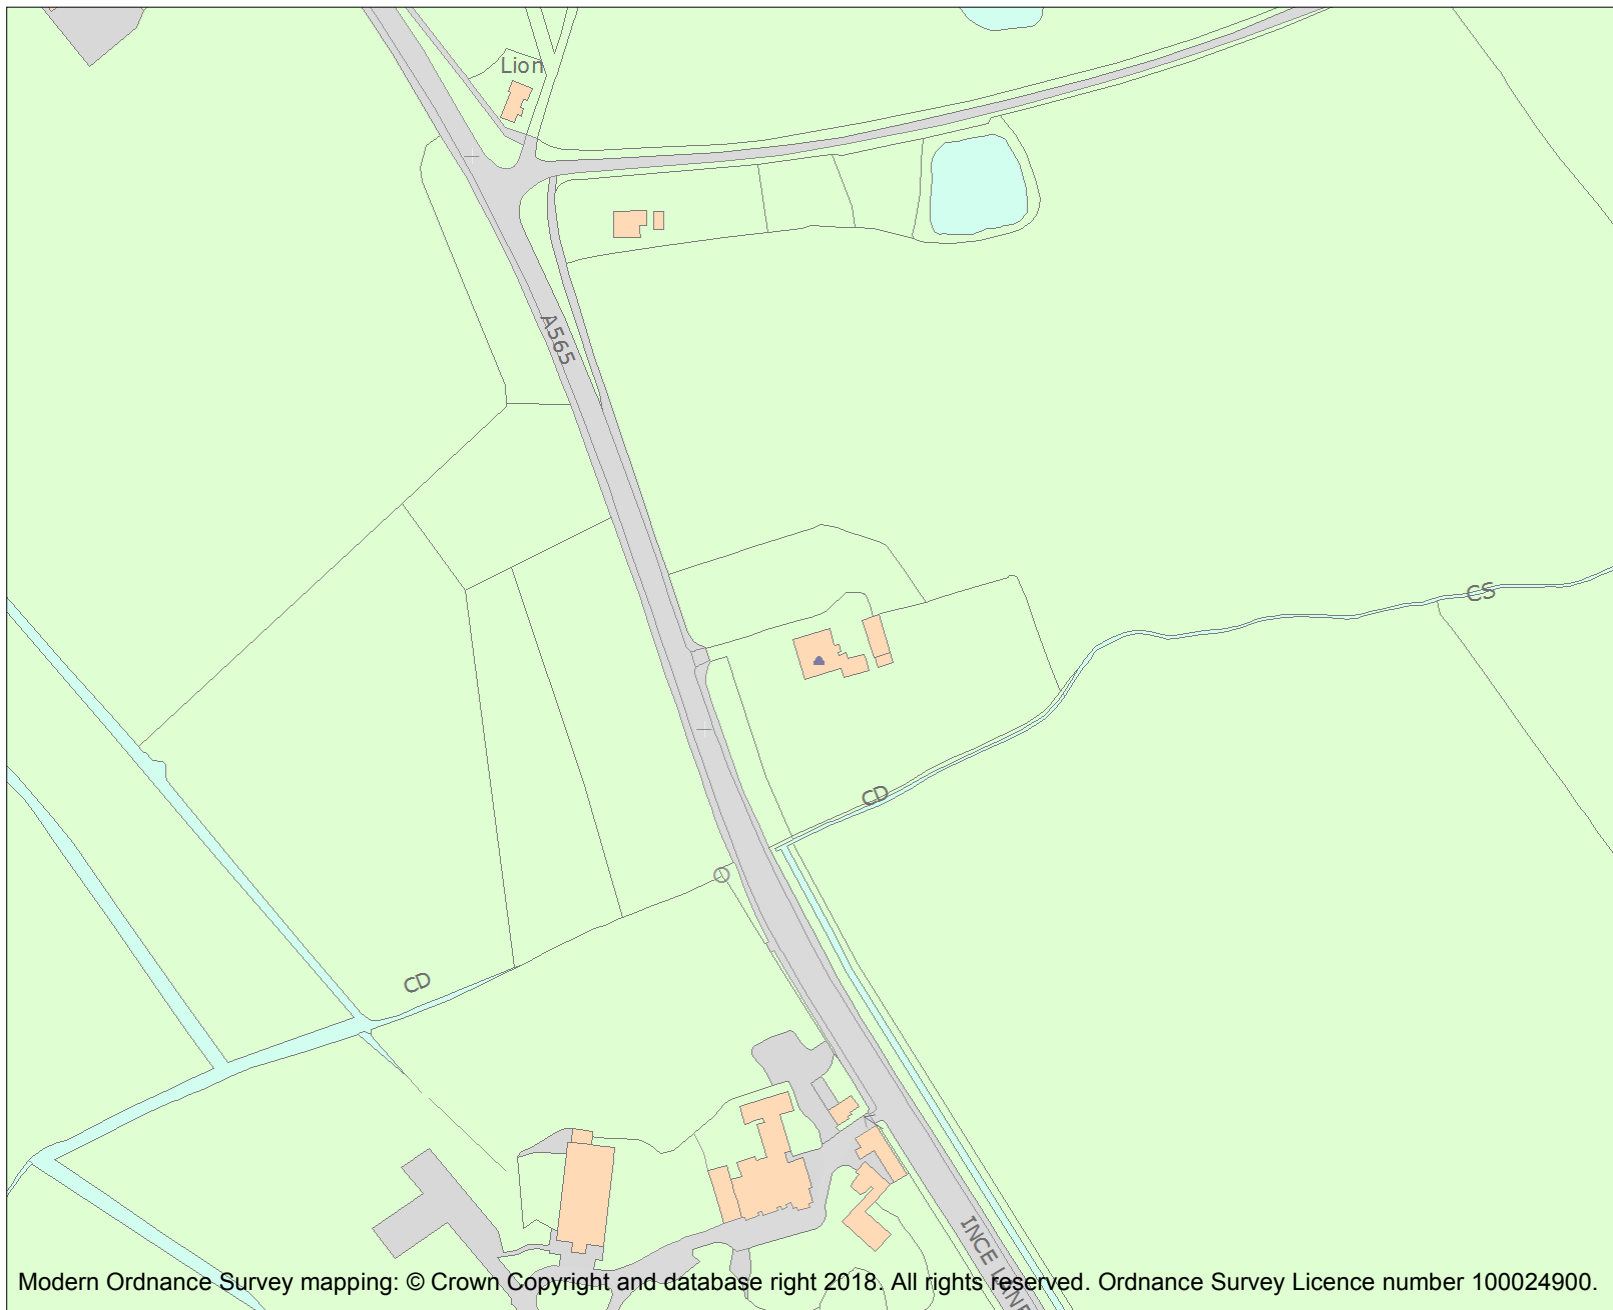 Lion
A565
CS
CD
CD
INCE LANE
Modern Ordnance Survey mapping: © Crown Copyright and database right 2018. All rights reserved. Ordnance Survey Licence number 100024900.